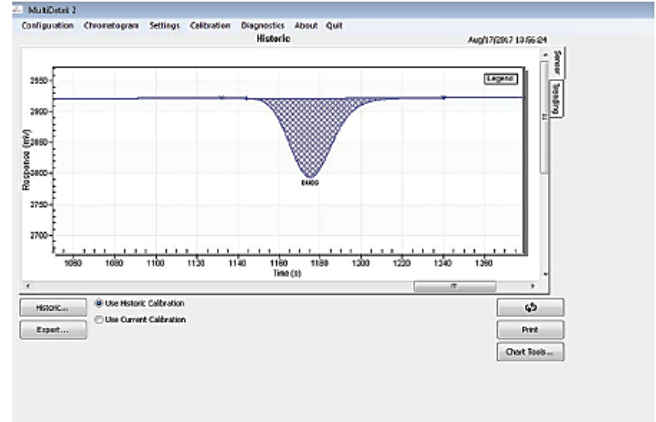 MultiDetek 2
Configuration Chromatogram Settings Calibration Diagnostics About Quit
Historic
Aug/17/2017 13:56:24
Sensor
Trending
Legend
Response (mV)
2950
2900
2850
2800
2750
2700
1060 1080 1100 1120 1140 1160 1180 1200 1220 1240 1260
Time (s)
Historic...
Use Historic Calibration
Export...
Use Current Calibration
Print
Chart Tools...